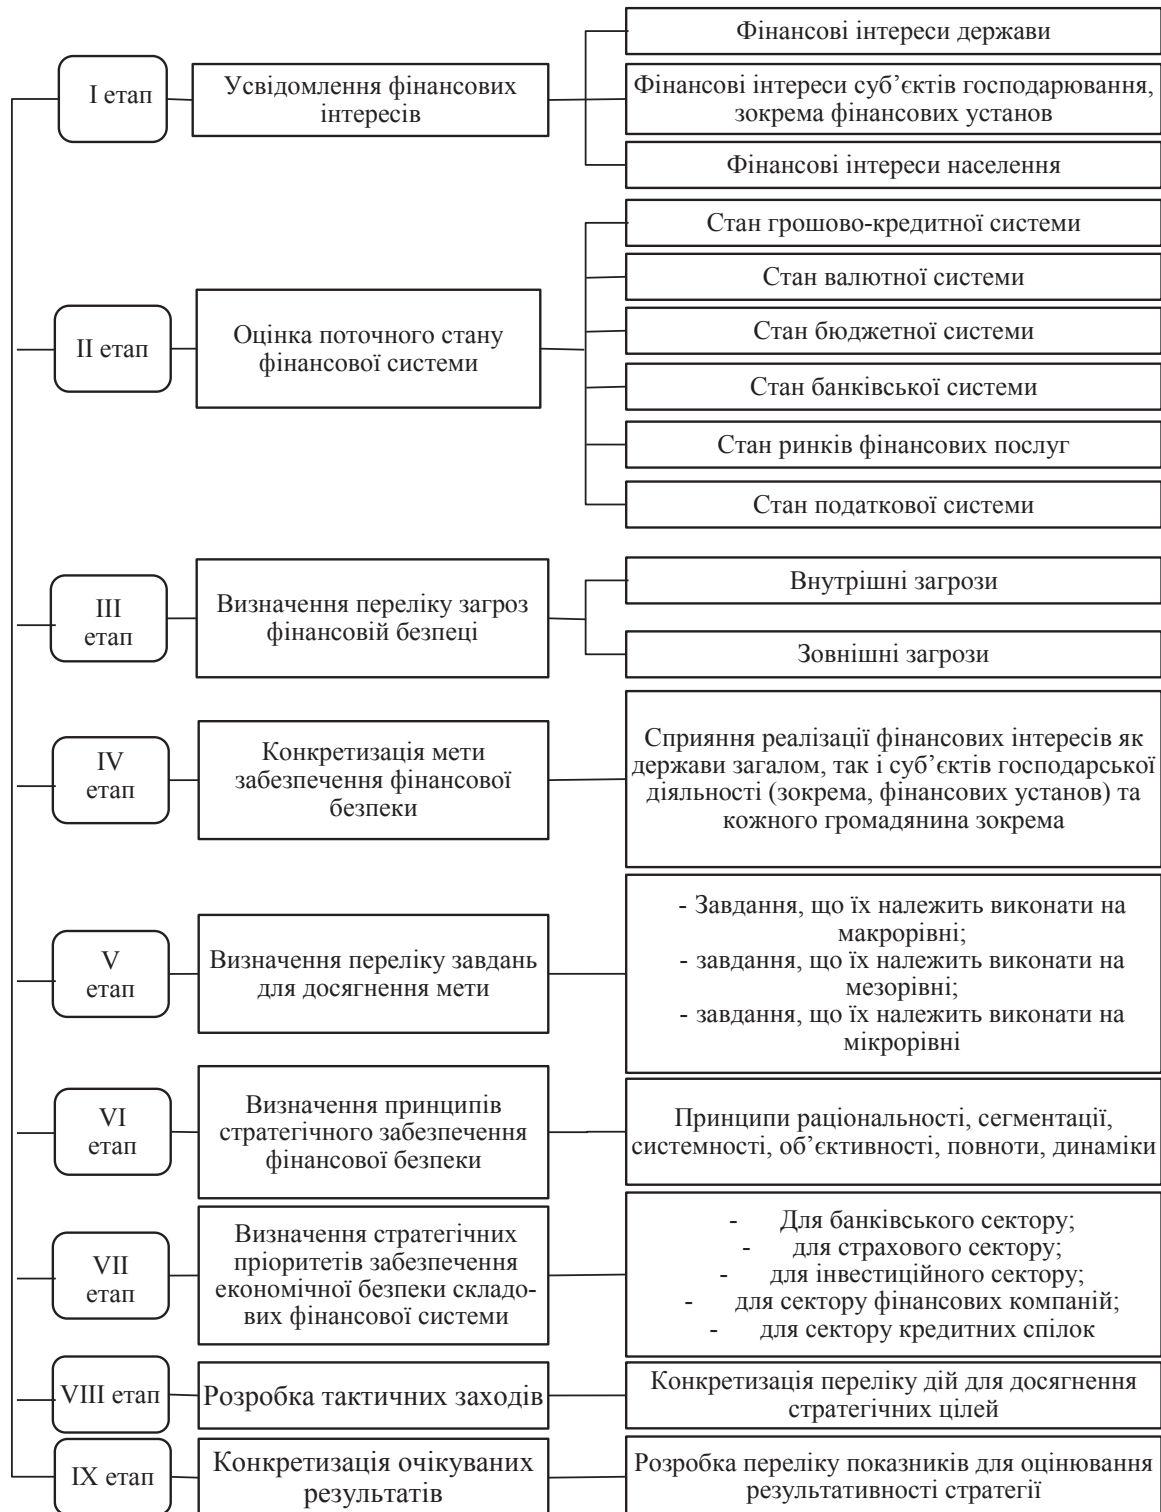 I етап
Усвідомлення фінансових
інтересів
Фінансові інтереси держави
Фінансові інтереси суб’єктів господарювання,
зокрема фінансових установ
Фінансові інтереси населення
II етап
Оцінка поточного стану
фінансової системи
Стан грошово-кредитної системи
Стан валютної системи
Стан бюджетної системи
Стан банківської системи
Стан ринків фінансових послуг
Стан податкової системи
III
етап
Визначення переліку загроз
фінансовій безпеці
Внутрішні загрози
Зовнішні загрози
IV
етап
Конкретизація мети
забезпечення фінансової
безпеки
Сприяння реалізації фінансових інтересів як
держави загалом, так і суб’єктів господарської
діяльності (зокрема, фінансових установ) та
кожного громадянина зокрема
V
етап
Визначення переліку завдань
для досягнення мети
- Завдання, що їх належить виконати на
макрорівні;
- завдання, що їх належить виконати на
мезорівні;
- завдання, що їх належить виконати на
мікрорівні
VI
етап
Визначення принципів
стратегічного забезпечення
фінансової безпеки
Принципи раціональності, сегментації,
системності, об’єктивності, повноти, динаміки
VII
етап
Визначення стратегічних
пріоритетів забезпечення
економічної безпеки складо-
вих фінансової системи
- Для банківського сектору;
- для страхового сектору;
- для інвестиційного сектору;
- для сектору фінансових компаній;
- для сектору кредитних спілок
VIII етап
Розробка тактичних заходів
Конкретизація переліку дій для досягнення
стратегічних цілей
IX етап
Конкретизація очікуваних
результатів
Розробка переліку показників для оцінювання
результативності стратегії